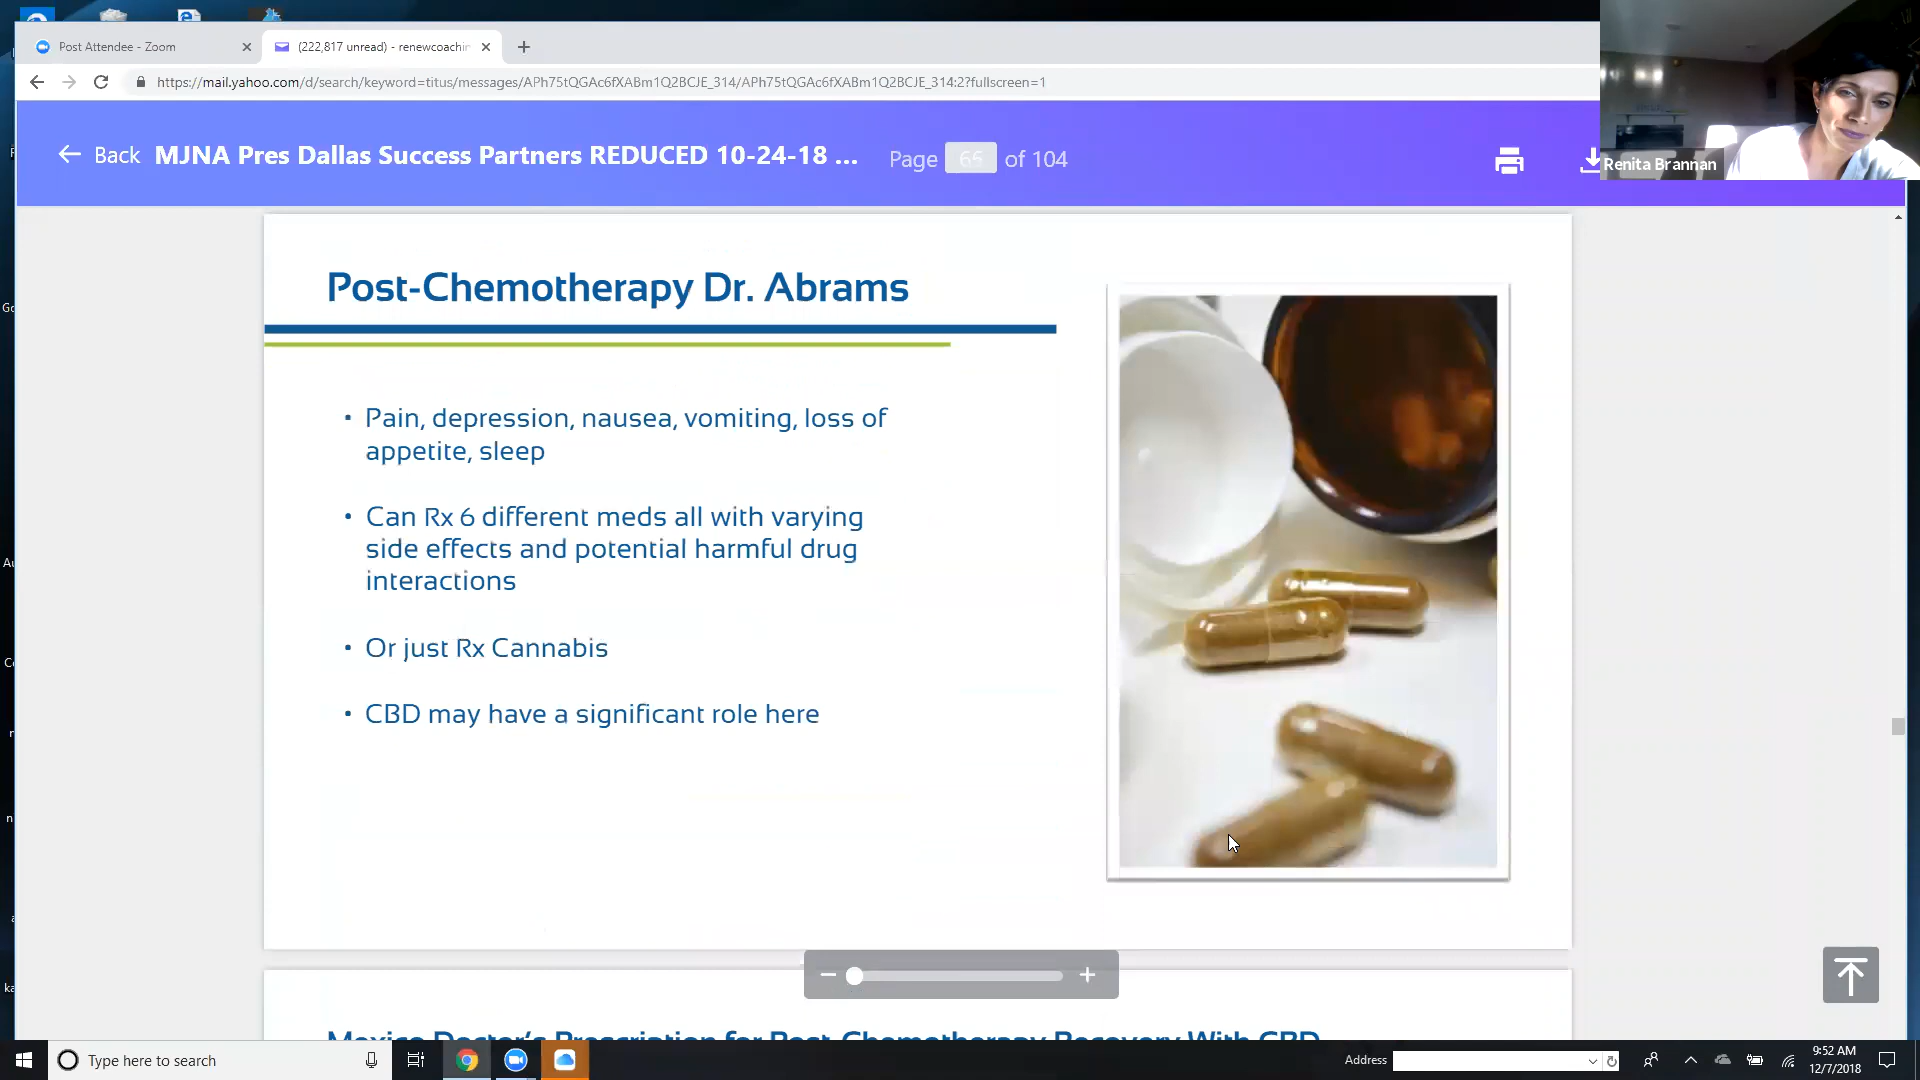 Post Attendee - Zoom
(222,817 unread) - renewcoachin
https://mail.yahoo.com/d/search/keyword=titus/messages/APh75tQGAc6fXABm1Q2BCJE_314/APh75tQGAc6fXABm1Q2BCJE_314:2?fullscreen=1
Back MJNA Pres Dallas Success Partners REDUCED 10-24-18 ... Page 65 of 104
Renita Brannan
Post-Chemotherapy Dr. Abrams
• Pain, depression, nausea, vomiting, loss of
appetite, sleep
• Can Rx 6 different meds all with varying
side effects and potential harmful drug
interactions
• Or just Rx Cannabis
• CBD may have a significant role here
Mexico Doctor's Prescription for Post-Chemotherapy Recovery With CBD
Type here to search
Address
9:52 AM
12/7/2018